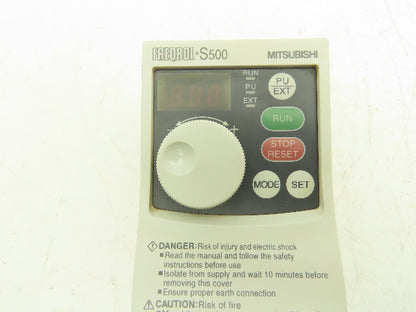 FREQROL-S500 MITSUBISHI
RUN
PU
EXT
PU
EXT
RUN
STOP
RESET
MODE SET
- +
⚠DANGER: Risk of injury and electric shock
■Read the manual and follow the safety
instructions before use
■Isolate from supply and wait 10 minutes before
removing this cover
■Ensure proper earth connection
⚠CAUTION: Risk of fire